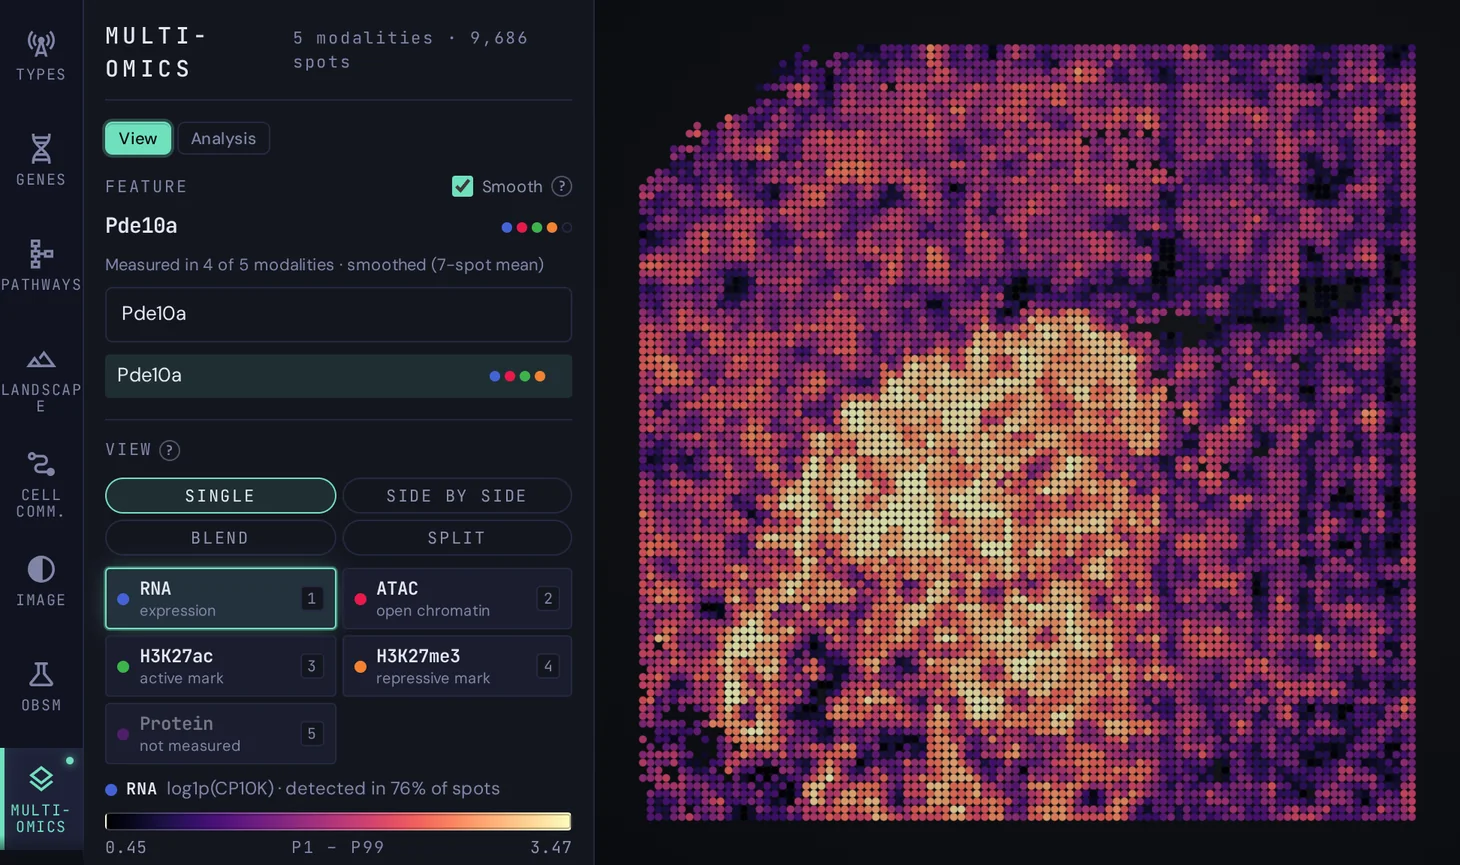 TYPES
GENES
PATHWAYS
LANDSCAP
E
CELL
COMM.
IMAGE
OBSM
MULTI-
OMICS
MULTI-
OMICS
5 modalities · 9,686
spots
View
Analysis
FEATURE
Smooth ?
Pde10a
Measured in 4 of 5 modalities · smoothed (7-spot mean)
Pde10a
Pde10a
VIEW ?
SINGLE
SIDE BY SIDE
BLEND
SPLIT
RNA
expression
1
ATAC
open chromatin
2
H3K27ac
active mark
3
H3K27me3
repressive mark
4
Protein
not measured
5
RNA log1p(CP10K) · detected in 76% of spots
0.45 P1 – P99 3.47